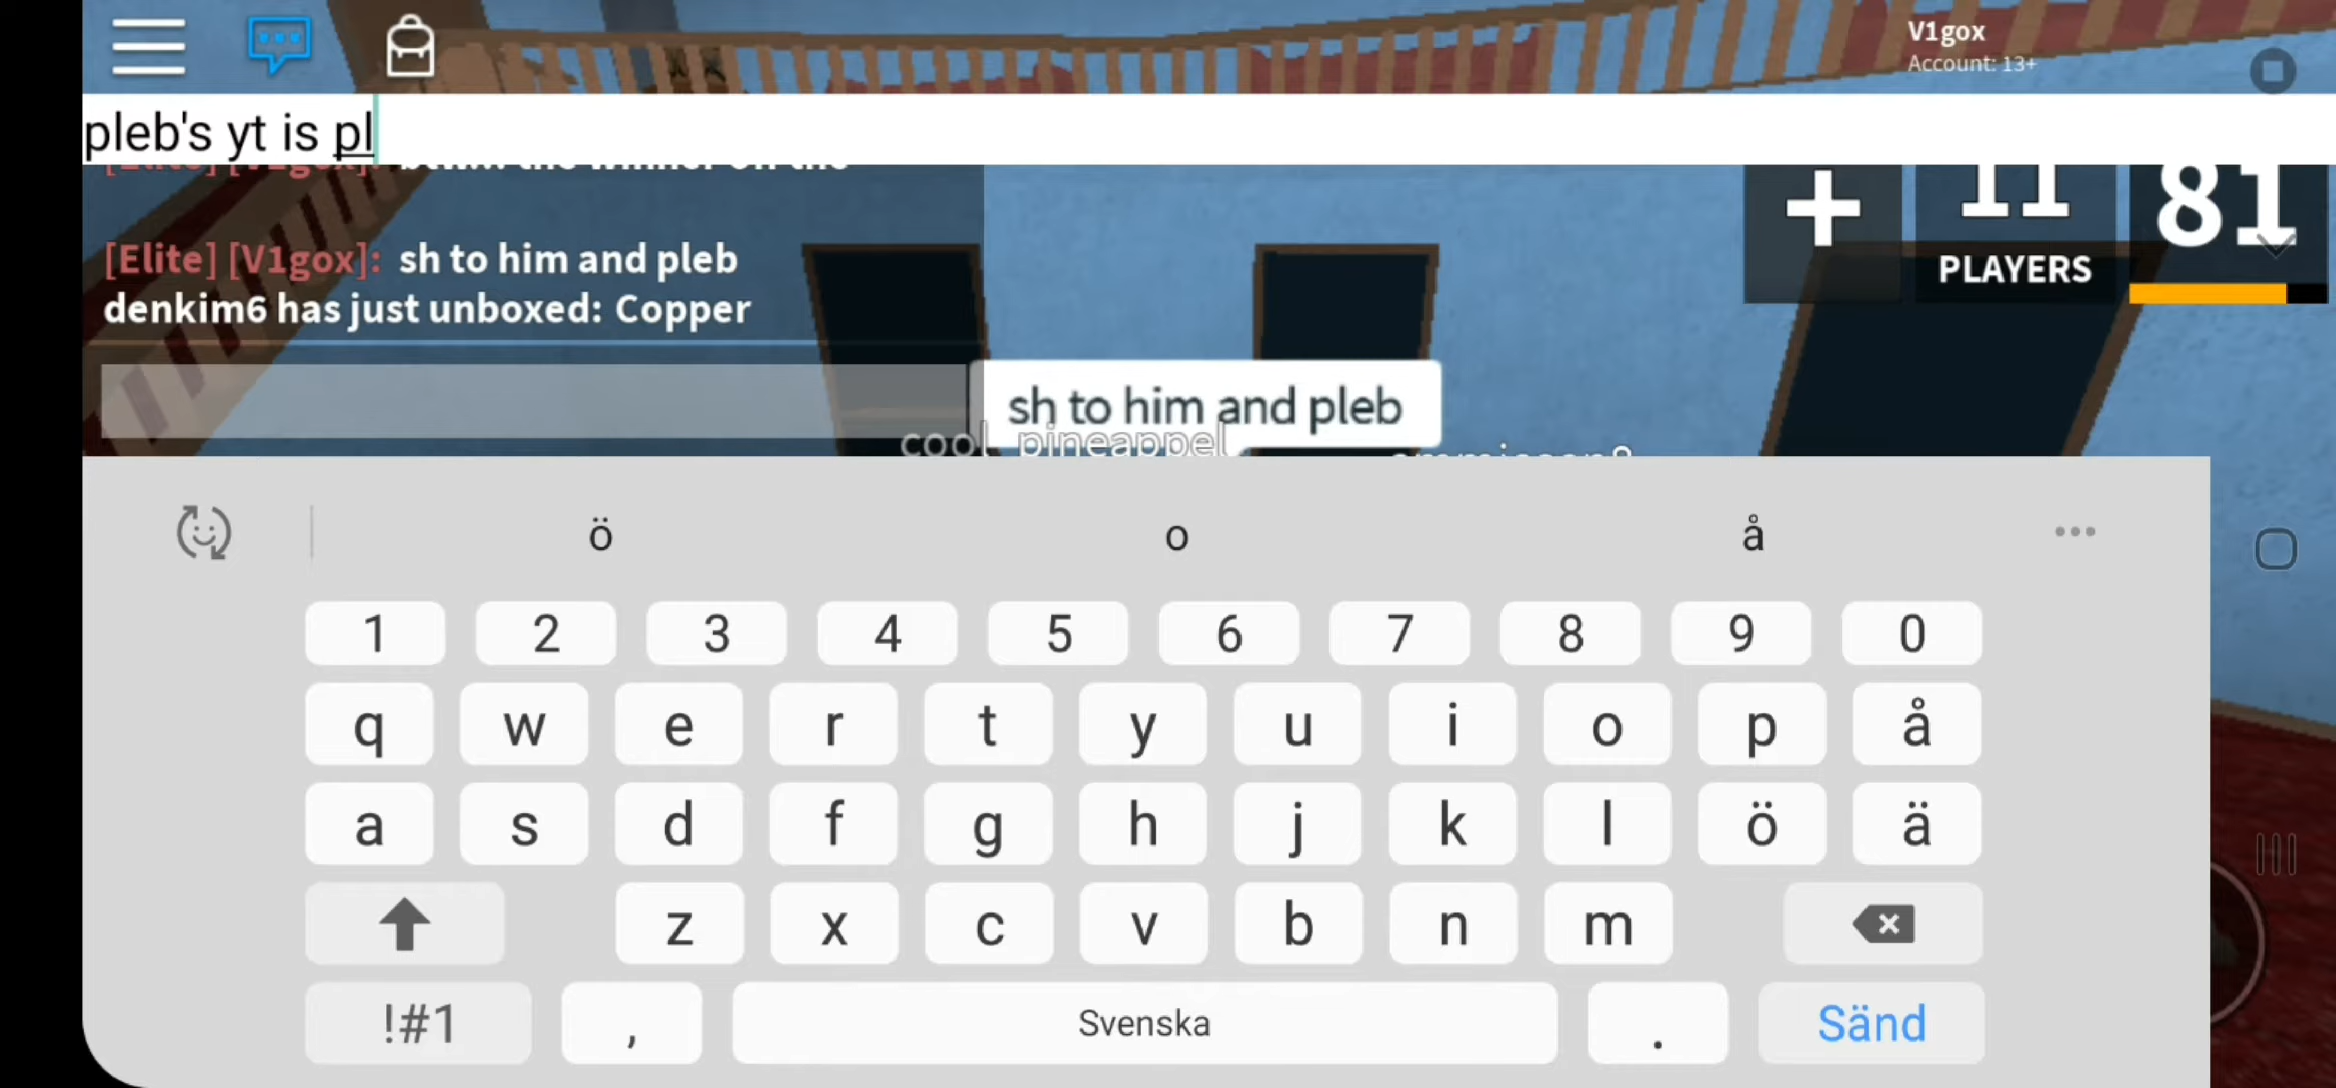 V1gox
Account: 13+
pleb's yt is pl
[Elite] [V1gox]: sh to him and pleb
denkim6 has just unboxed: Copper
+
11
PLAYERS
81
sh to him and pleb
cool_pineappel
ö o å
1 2 3 4 5 6 7 8 9 0
q w e r t y u i o p å
a s d f g h j k l ö ä
z x c v b n m
!#1 , Svenska . Sänd